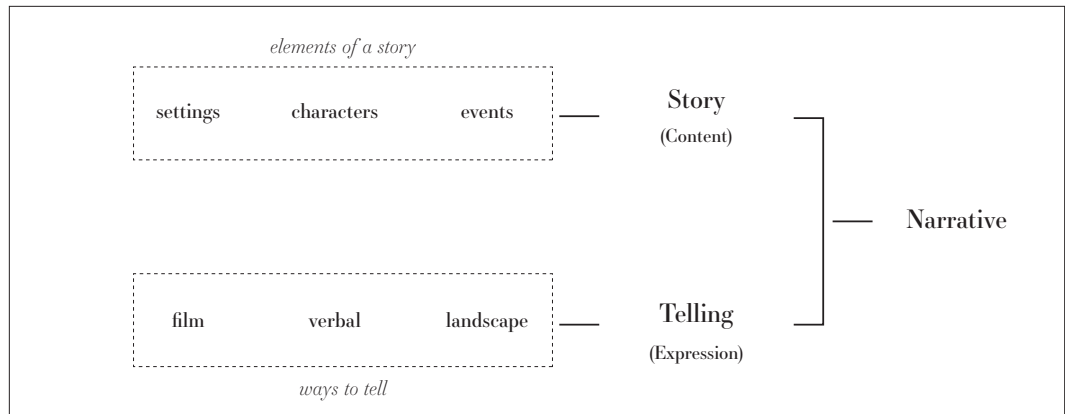 elements of a story
settings characters events
Story
(Content)
Narrative
film verbal landscape
Telling
(Expression)
ways to tell